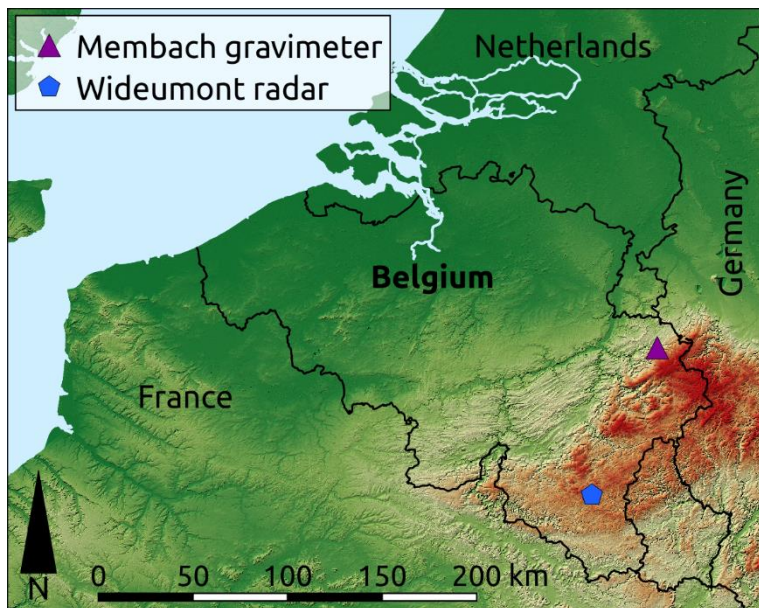 Membach gravimeter
Wideumont radar
Netherlands
Germany
Belgium
France
N
0 50 100 150 200 km